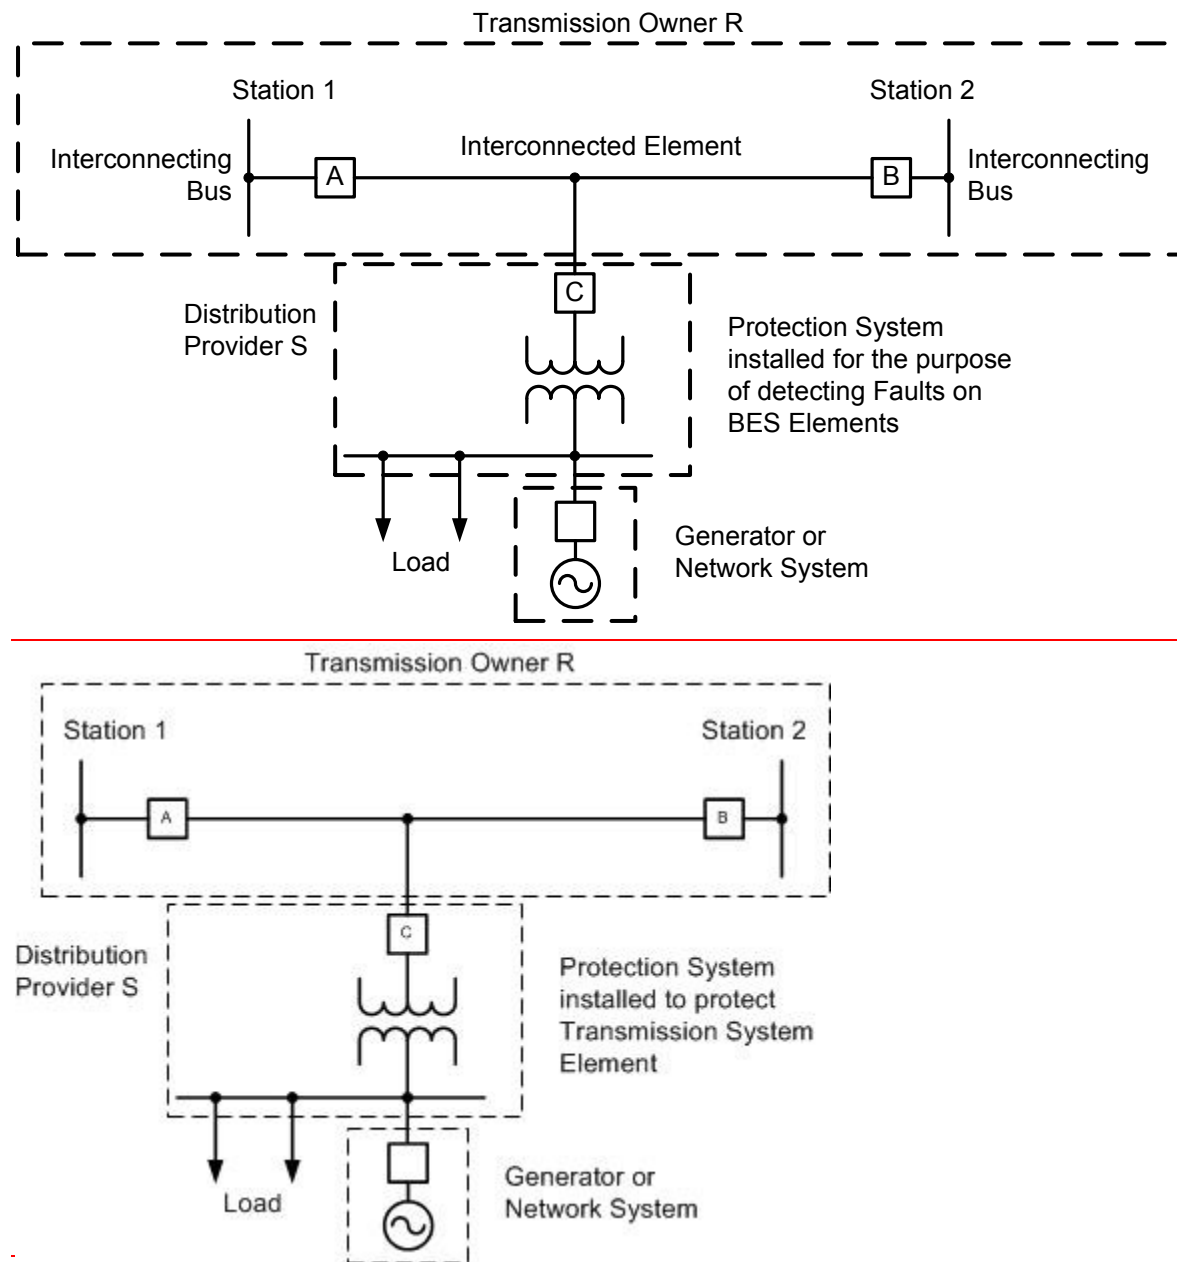 Transmission Owner R
Station 1
Station 2
Interconnecting
Bus
A
Interconnected Element
B
Interconnecting
Bus
Distribution
Provider S
C
Protection System
installed for the purpose
of detecting Faults on
BES Elements
Load
Generator or
Network System
Transmission Owner R
Station 1
Station 2
A
B
Distribution
Provider S
C
Protection System
installed to protect
Transmission System
Element
Load
Generator or
Network System